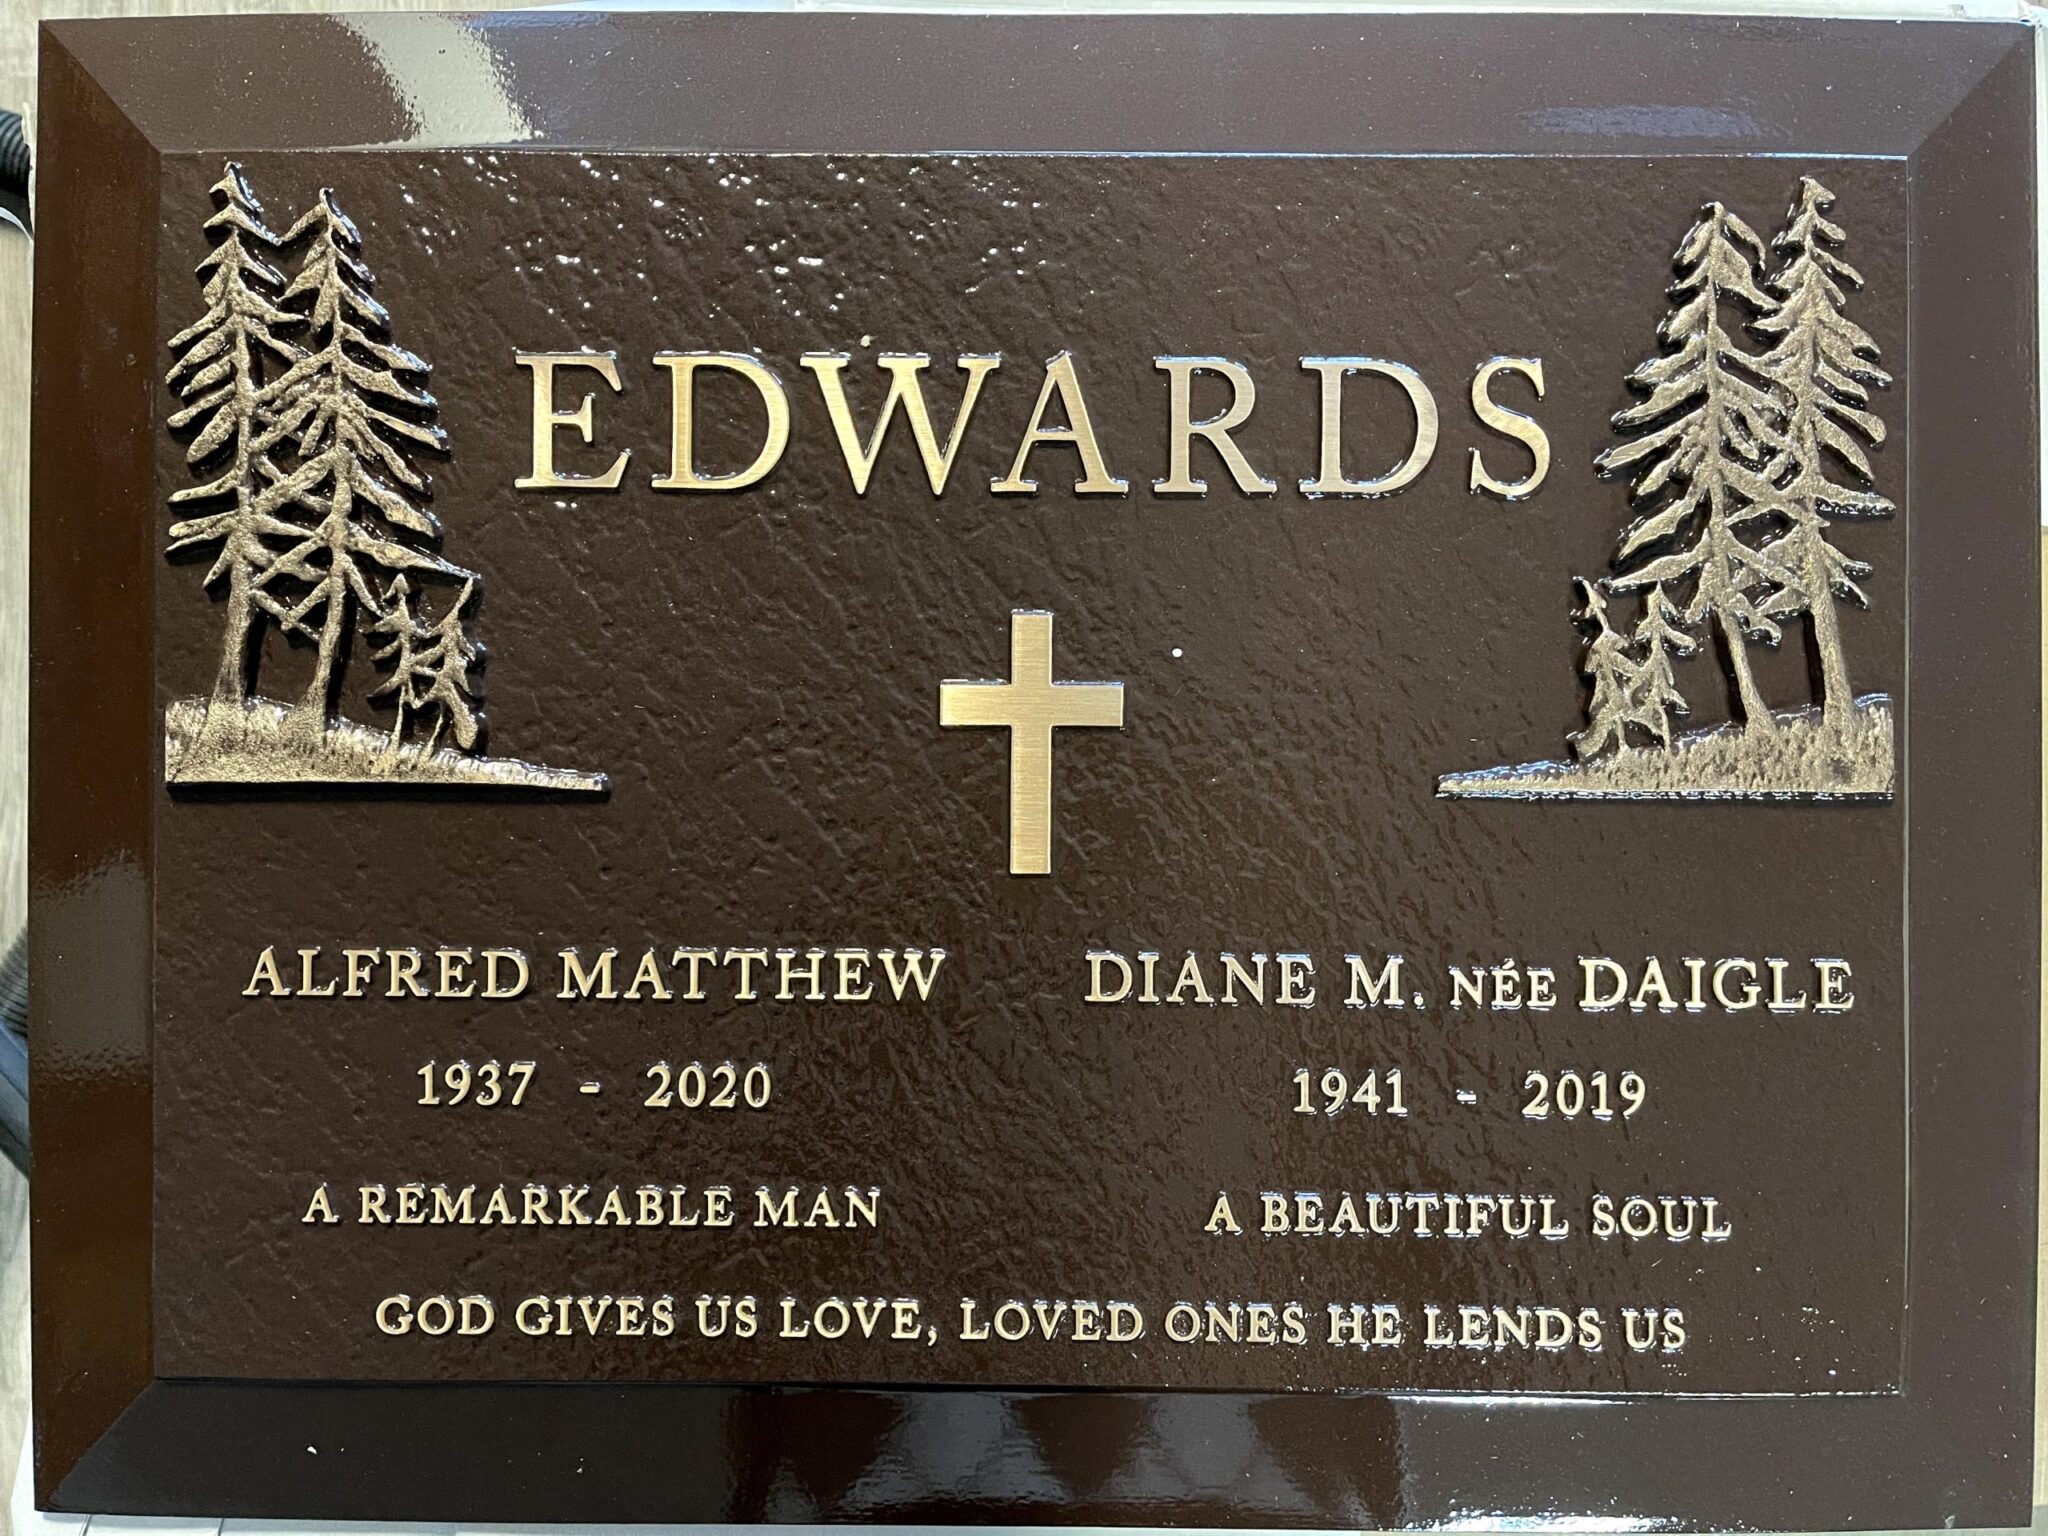 EDWARDS
ALFRED MATTHEW
1937 - 2020
A REMARKABLE MAN
DIANE M. NÉE DAIGLE
1941 - 2019
A BEAUTIFUL SOUL
GOD GIVES US LOVE, LOVED ONES HE LENDS US